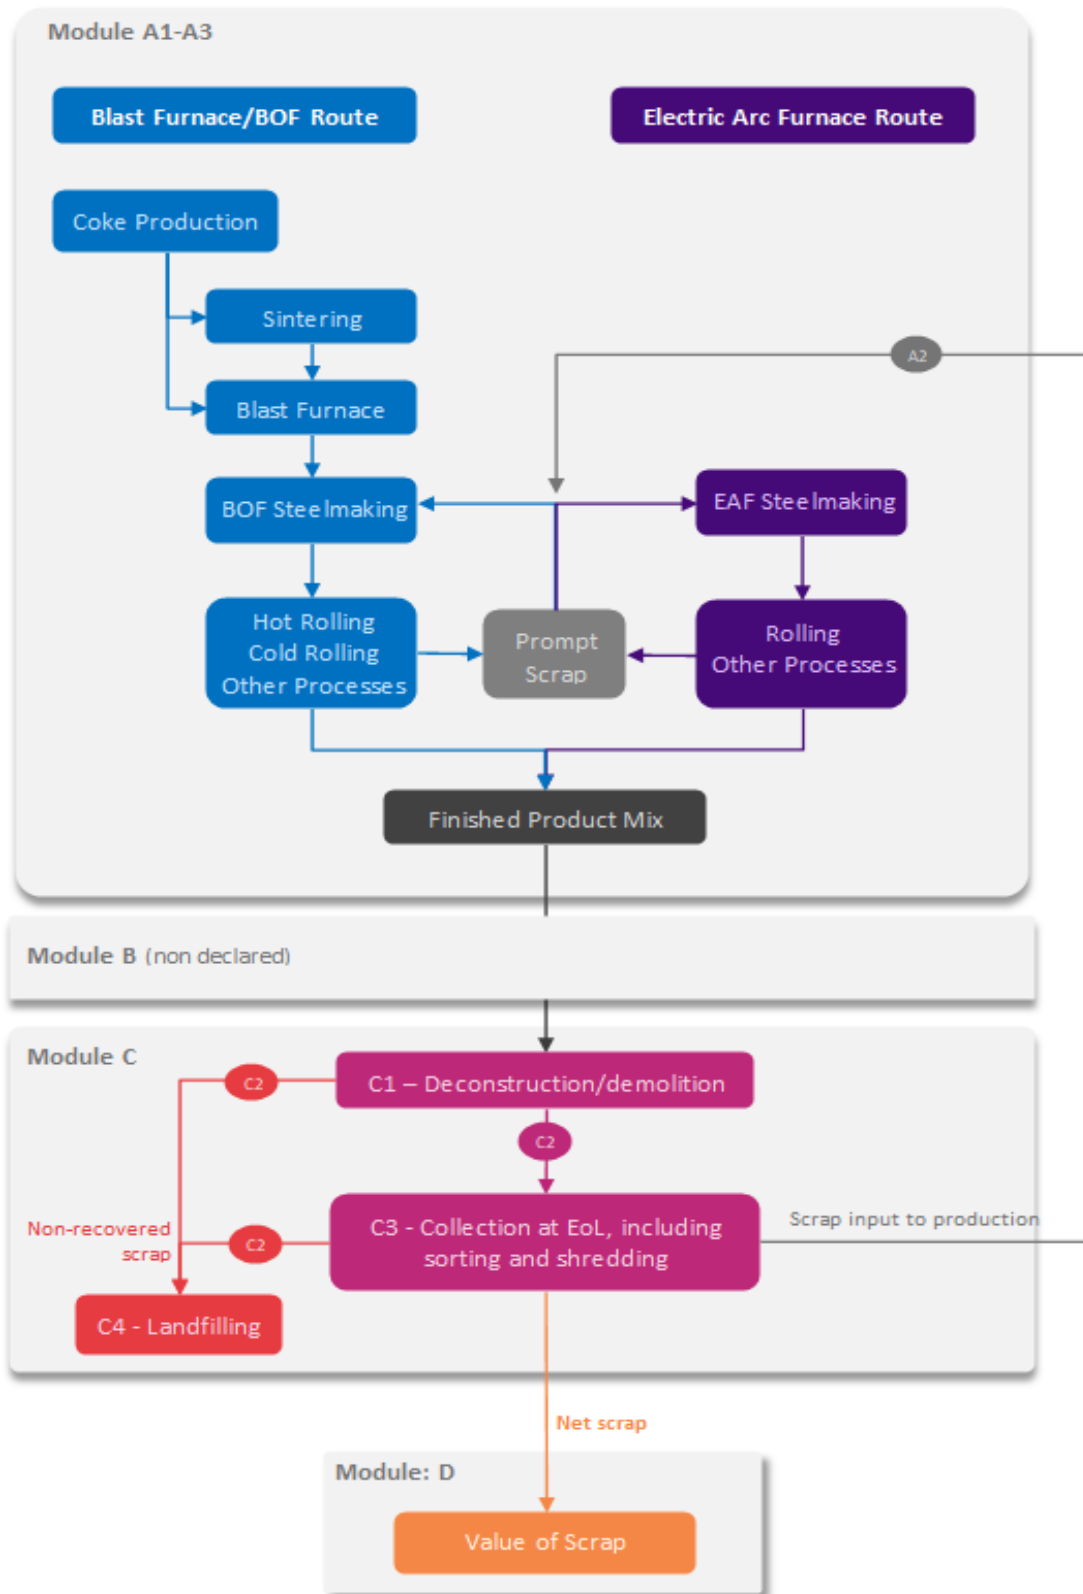 Module A1-A3
Blast Furnace/BOF Route
Electric Arc Furnace Route
Coke Production
Sintering
A2
Blast Furnace
BOF Steelmaking
EAF Steelmaking
Hot Rolling
Cold Rolling
Other Processes
Prompt
Scrap
Rolling
Other Processes
Finished Product Mix
Module B (non declared)
Module C
C2
C1 – Deconstruction/demolition
C2
Non-recovered
scrap
C2
C3 - Collection at EoL, including
sorting and shredding
Scrap input to production
C4 - Landfilling
Net scrap
Module: D
Value of Scrap